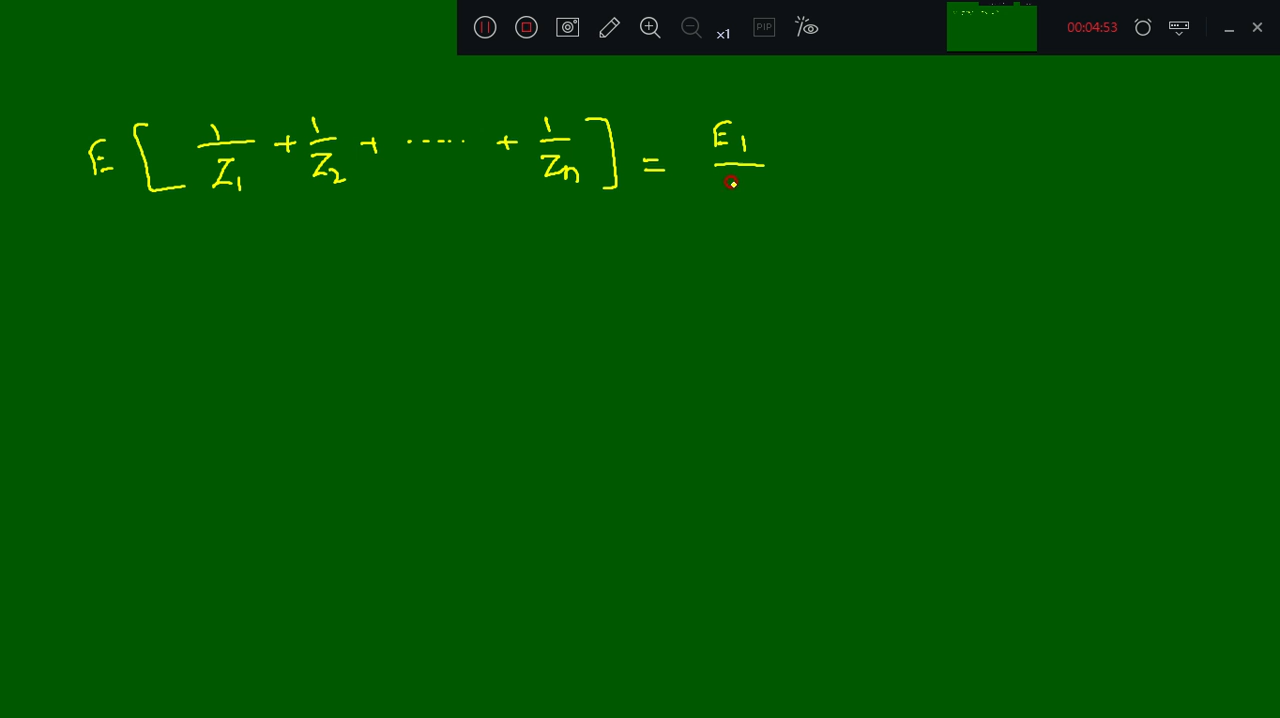 x1 PIP 00:04:53
E [ 1/Z1 + 1/Z2 + ..... + 1/Zn ] = E1/